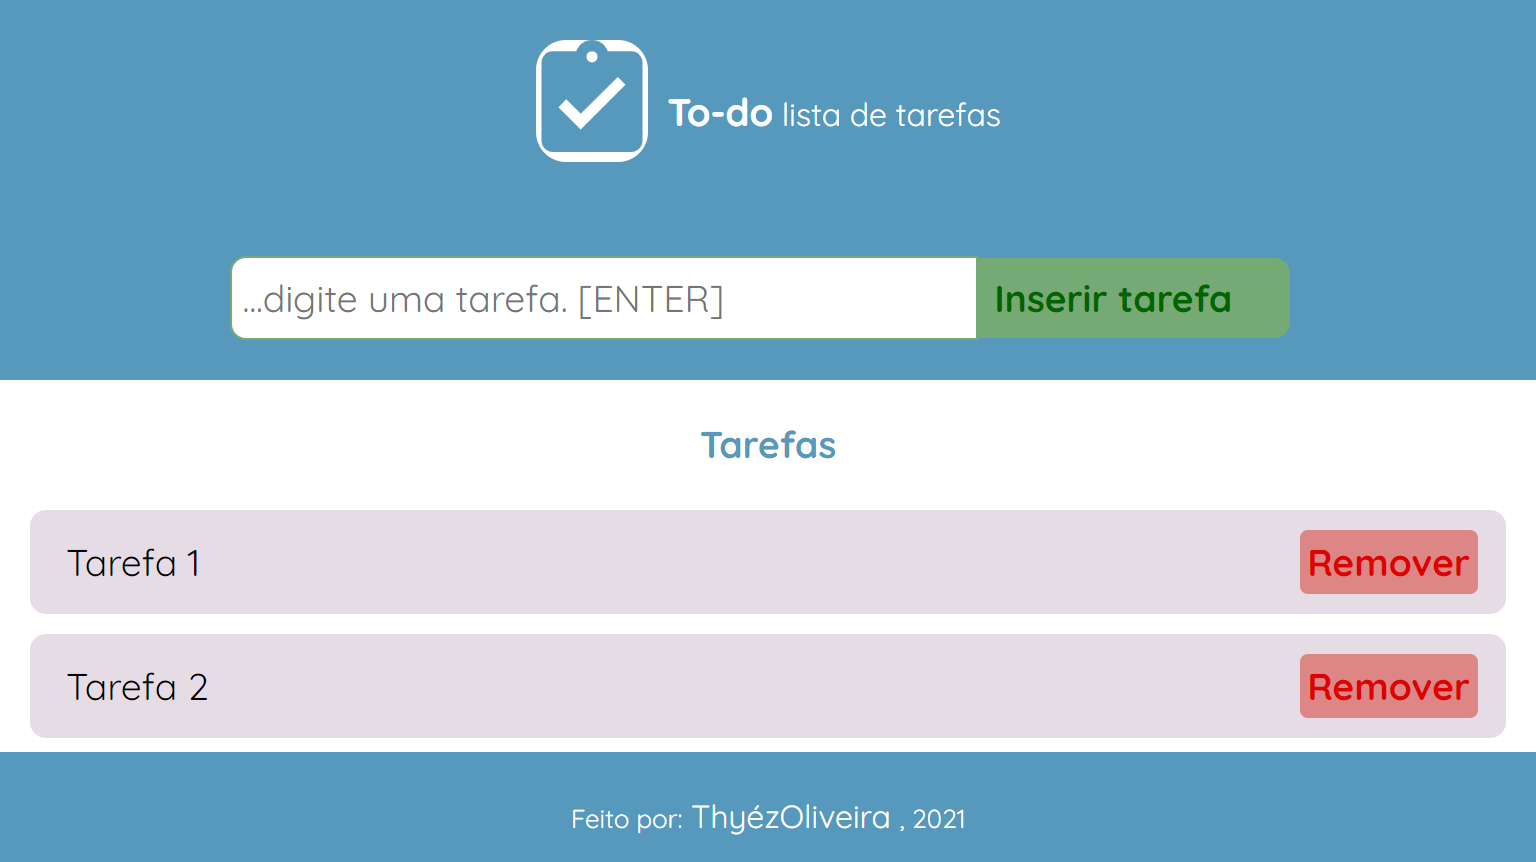 To-do lista de tarefas
...digite uma tarefa. [ENTER] Inserir tarefa
Tarefas
Tarefa 1 Remover
Tarefa 2 Remover
Feito por: ThyézOliveira , 2021